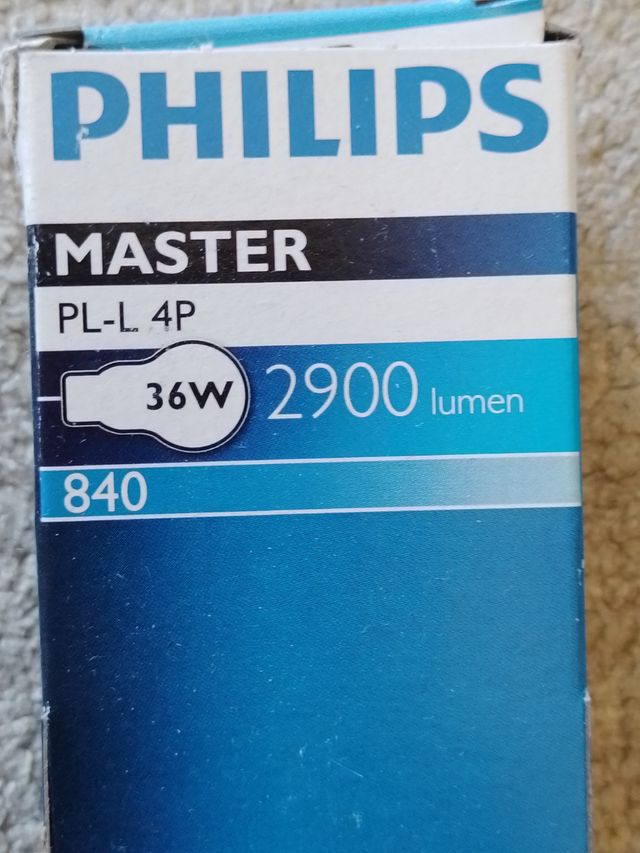 PHILIPS
MASTER
PL-L 4P
36W 2900 lumen
840